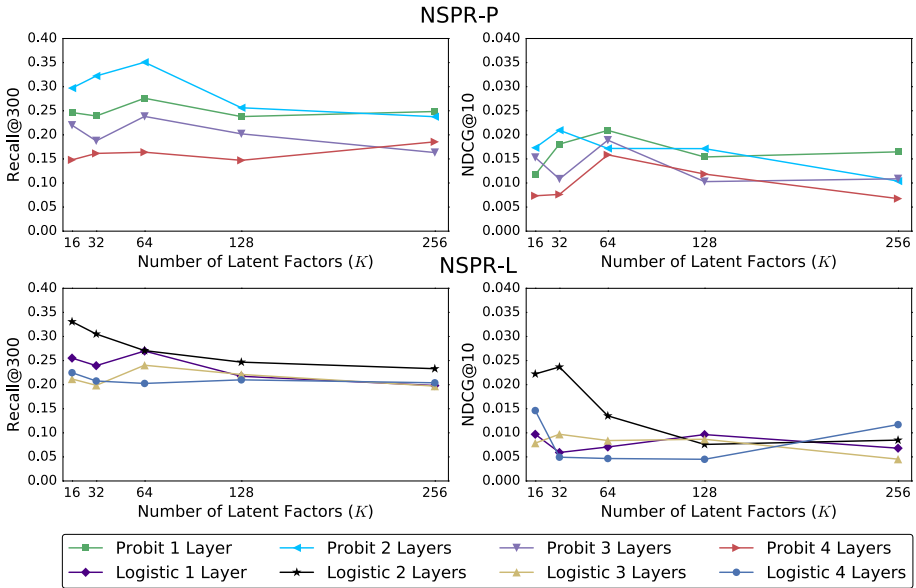 NSPR-P
0.40
0.35
0.30
0.25
0.20
0.15
0.10
0.05
0.00
Recall@300
16 32 64 128 256
Number of Latent Factors (K)
0.040
0.035
0.030
0.025
0.020
0.015
0.010
0.005
0.000
NDCG@10
16 32 64 128 256
Number of Latent Factors (K)
NSPR-L
0.40
0.35
0.30
0.25
0.20
0.15
0.10
0.05
0.00
Recall@300
16 32 64 128 256
Number of Latent Factors (K)
0.040
0.035
0.030
0.025
0.020
0.015
0.010
0.005
0.000
NDCG@10
16 32 64 128 256
Number of Latent Factors (K)
Probit 1 Layer Probit 2 Layers Probit 3 Layers Probit 4 Layers
Logistic 1 Layer Logistic 2 Layers Logistic 3 Layers Logistic 4 Layers